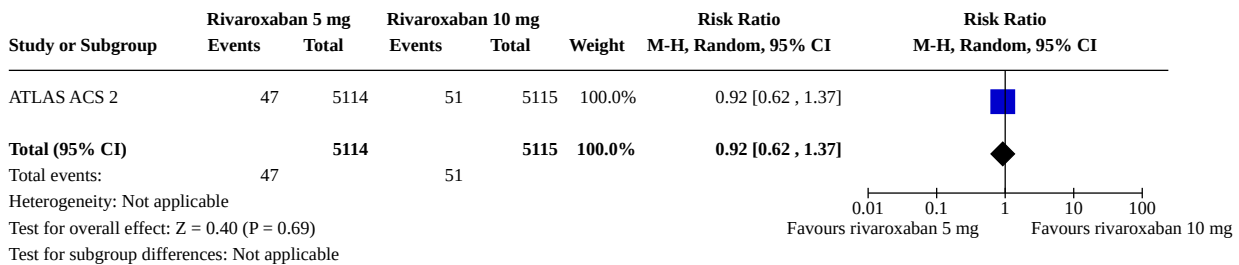 Rivaroxaban 5 mg Rivaroxaban 10 mg Risk Ratio Risk Ratio
Study or Subgroup Events Total Events Total Weight M-H, Random, 95% CI M-H, Random, 95% CI
ATLAS ACS 2 47 5114 51 5115 100.0% 0.92 [0.62 , 1.37]
Total (95% CI) 5114 5115 100.0% 0.92 [0.62 , 1.37]
Total events: 47 51
Heterogeneity: Not applicable
0.01 0.1 1 10 100
Test for overall effect: Z = 0.40 (P = 0.69) Favours rivaroxaban 5 mg Favours rivaroxaban 10 mg
Test for subgroup differences: Not applicable